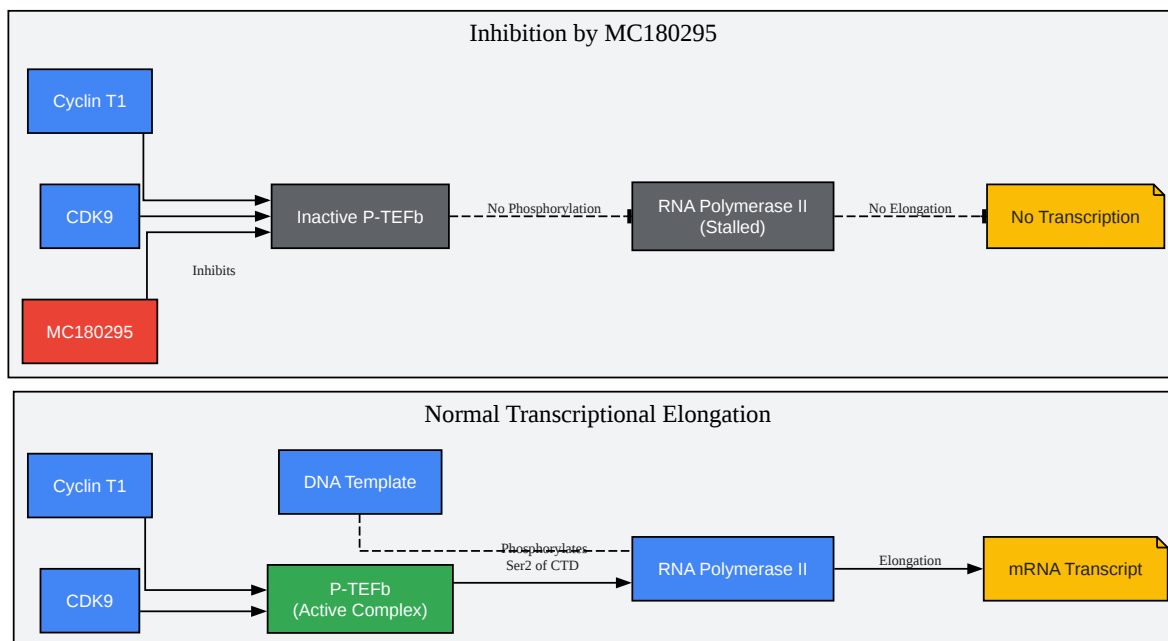 Inhibition by MC180295
Cyclin T1
CDK9
Inactive P-TEFb
No Phosphorylation
RNA Polymerase II
(Stalled)
No Elongation
No Transcription
Inhibits
MC180295
Normal Transcriptional Elongation
Cyclin T1
DNA Template
Phosphorylates
Ser2 of CTD
CDK9
P-TEFb
(Active Complex)
RNA Polymerase II
Elongation
mRNA Transcript